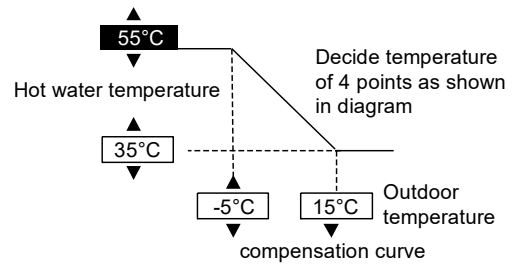 55°C
Decide temperature
of 4 points as shown
in diagram
Hot water temperature
35°C
-5°C
15°C
Outdoor
temperature
compensation curve